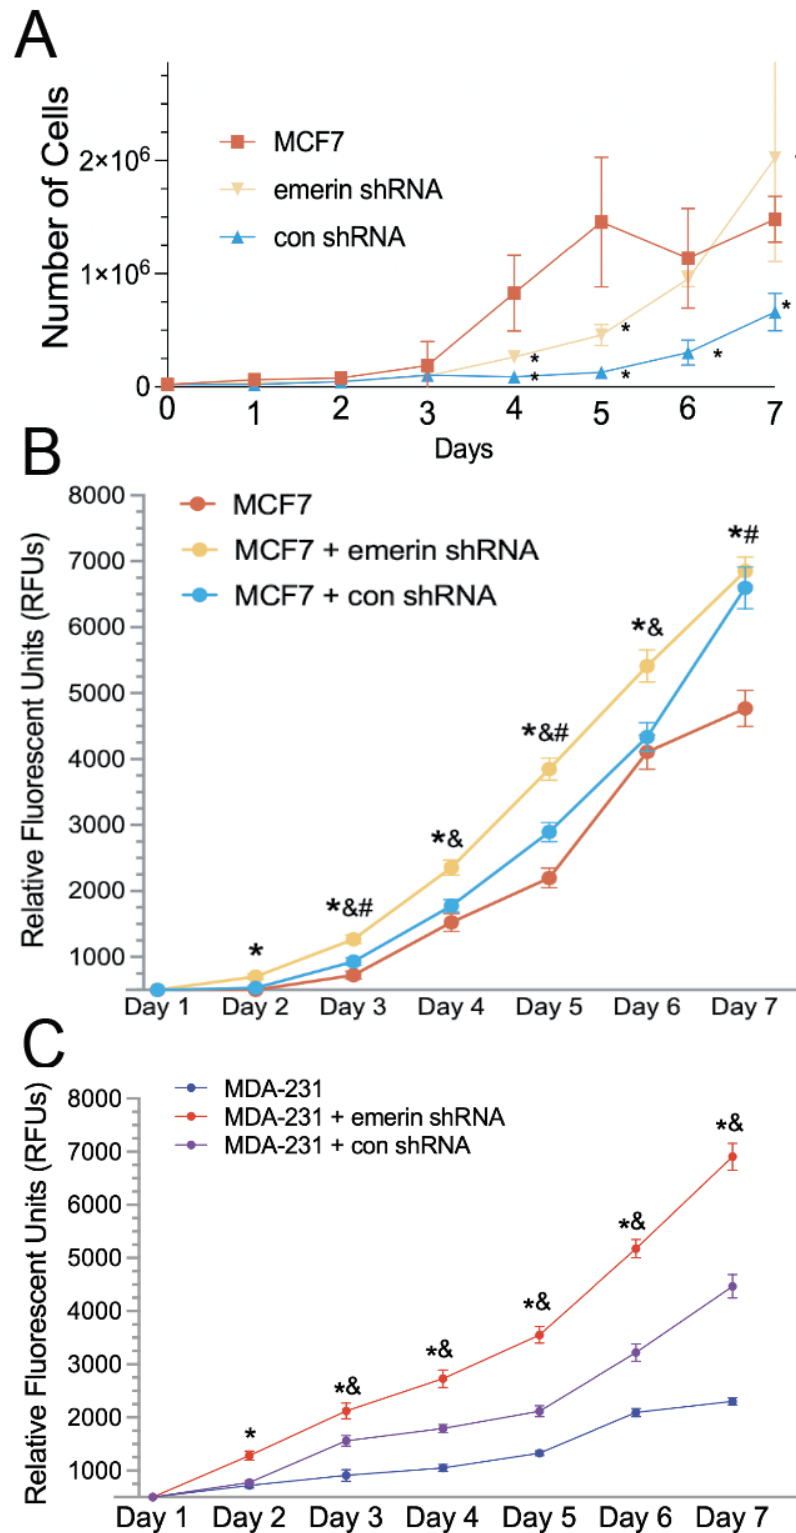 A
Number of Cells
MCF7
emerin shRNA
con shRNA
2×10⁶
1×10⁶
0
* * * * * *
0 1 2 3 4 5 6 7
Days
B
Relative Fluorescent Units (RFUs)
MCF7
MCF7 + emerin shRNA
MCF7 + con shRNA
8000
7000
6000
5000
4000
3000
2000
1000
*
*&#
*&
*&#
*&
*#
Day 1 Day 2 Day 3 Day 4 Day 5 Day 6 Day 7
C
Relative Fluorescent Units (RFUs)
MDA-231
MDA-231 + emerin shRNA
MDA-231 + con shRNA
8000
7000
6000
5000
4000
3000
2000
1000
*
*&
*&
*&
*&
*&
Day 1 Day 2 Day 3 Day 4 Day 5 Day 6 Day 7